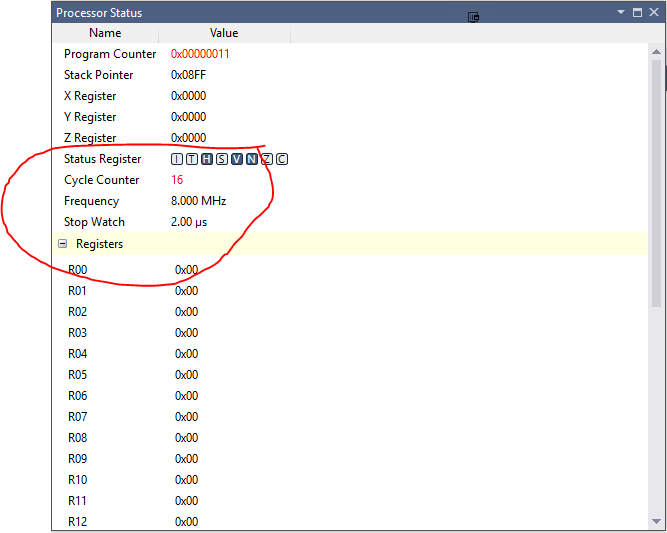 Processor Status
Name Value
Program Counter 0x00000011
Stack Pointer 0x08FF
X Register 0x0000
Y Register 0x0000
Z Register 0x0000
Status Register I T H S V N Z C
Cycle Counter 16
Frequency 8.000 MHz
Stop Watch 2.00 µs
Registers
R00 0x00
R01 0x00
R02 0x00
R03 0x00
R04 0x00
R05 0x00
R06 0x00
R07 0x00
R08 0x00
R09 0x00
R10 0x00
R11 0x00
R12 0x00